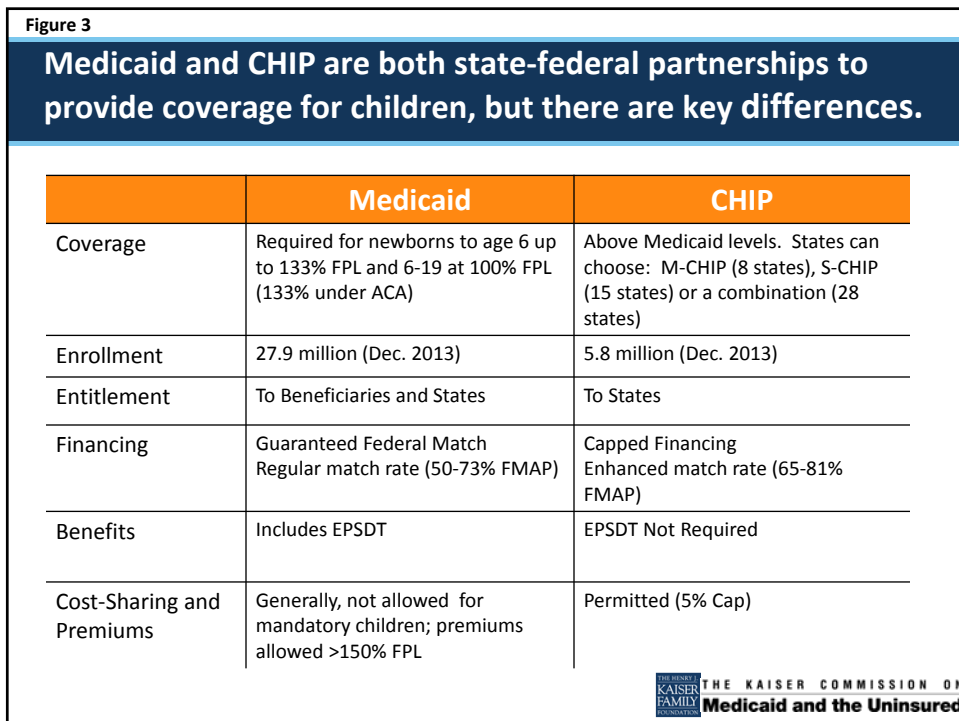 Figure 3
Medicaid and CHIP are both state-federal partnerships to
provide coverage for children, but there are key differences.
Medicaid
CHIP
Coverage
Required for newborns to age 6 up
to 133% FPL and 6-19 at 100% FPL
(133% under ACA)
Above Medicaid levels.  States can
choose:  M-CHIP (8 states), S-CHIP
(15 states) or a combination (28
states)
Enrollment
27.9 million (Dec. 2013)
5.8 million (Dec. 2013)
Entitlement
To Beneficiaries and States
To States
Financing
Guaranteed Federal Match
Regular match rate (50-73% FMAP)
Capped Financing
Enhanced match rate (65-81%
FMAP)
Benefits
Includes EPSDT
EPSDT Not Required
Cost-Sharing and
Premiums
Generally, not allowed  for
mandatory children; premiums
allowed >150% FPL
Permitted (5% Cap)
THE HENRY J.
KAISER
FAMILY
FOUNDATION
THE KAISER COMMISSION ON
Medicaid and the Uninsured